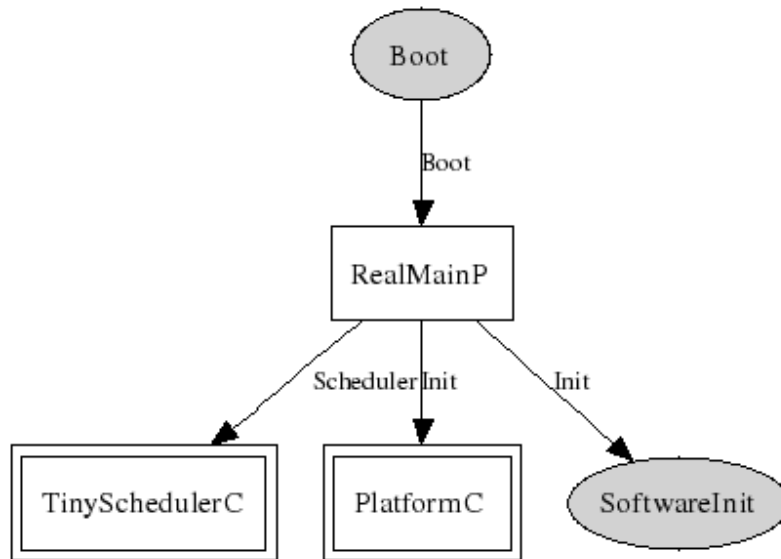 Boot
Boot
RealMainP
Scheduler Init Init
TinySchedulerC PlatformC SoftwareInit